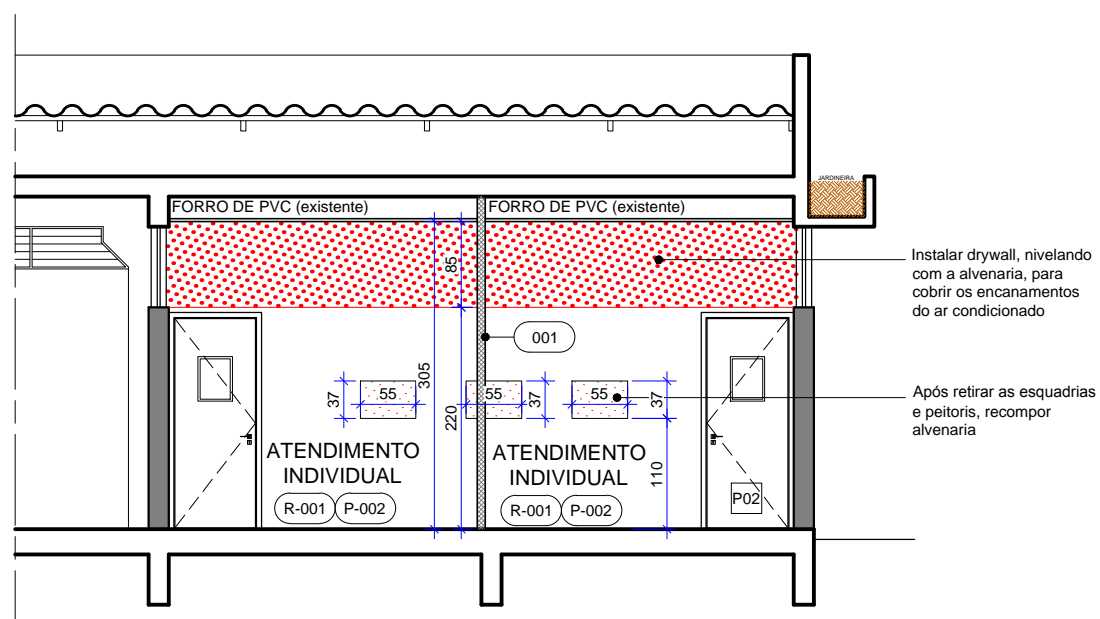 JARDINEIRA
FORRO DE PVC (existente)
FORRO DE PVC (existente)
Instalar drywall, nivelando
com a alvenaria, para
cobrir os encanamentos
do ar condicionado
85
001
305
220
37
55
55
37
55
37
Após retirar as esquadrias
e peitoris, recompor
alvenaria
ATENDIMENTO
INDIVIDUAL
R-001
P-002
ATENDIMENTO
INDIVIDUAL
R-001
P-002
110
P02